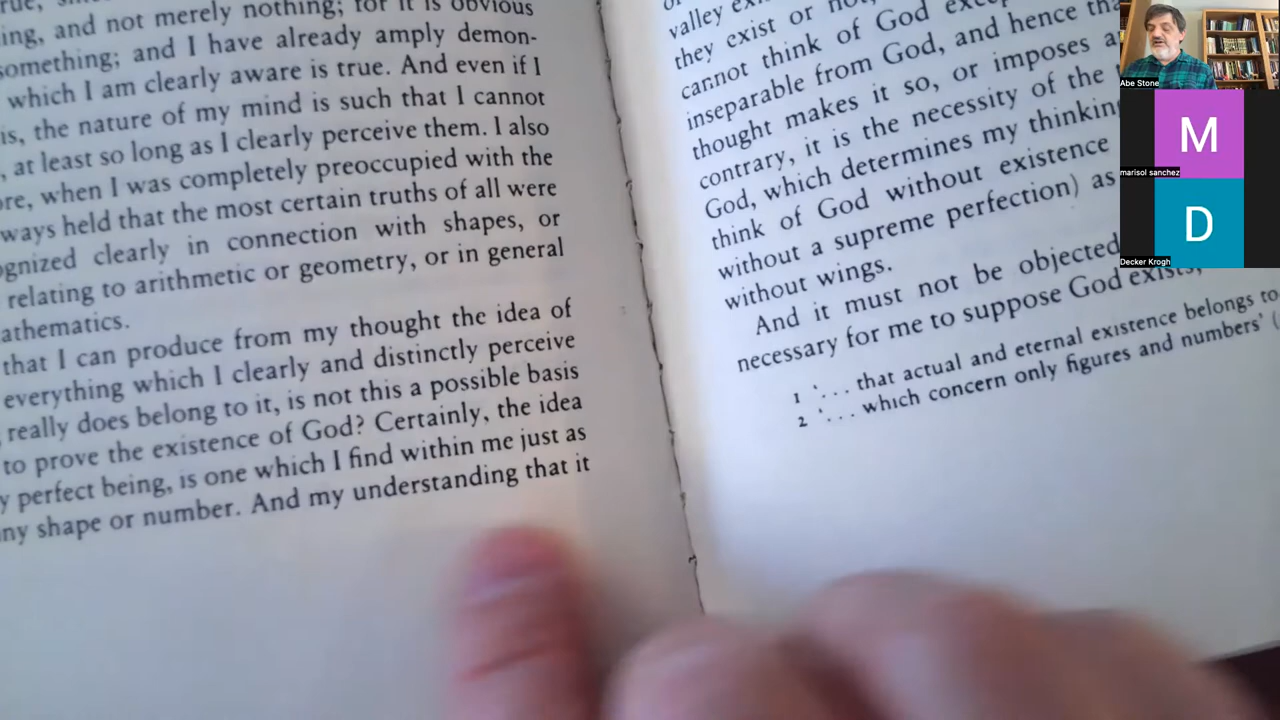 ing, and not merely nothing; for it is obvious
something; and I have already amply demon-
which I am clearly aware is true. And even if I
is, the nature of my mind is such that I cannot
, at least so long as I clearly perceive them. I also
ore, when I was completely preoccupied with the
ways held that the most certain truths of all were
ognized clearly in connection with shapes, or
relating to arithmetic or geometry, or in general
athematics.
that I can produce from my thought the idea of
everything which I clearly and distinctly perceive
really does belong to it, is not this a possible basis
to prove the existence of God? Certainly, the idea
y perfect being, is one which I find within me just as
ny shape or number. And my understanding that it
valley
they exist or
cannot think of God
inseparable from God, and hence
thought makes it so, or imposes
contrary, it is the necessity of the
God, which determines my thinking
think of God without existence
without a supreme perfection) as
without wings.
And it must not be objected
necessary for me to suppose God exists,
1 '... that actual and eternal existence belongs to
2 '... which concern only figures and numbers' (
Abe Stone
M
marisol sanchez
D
Decker Krogh